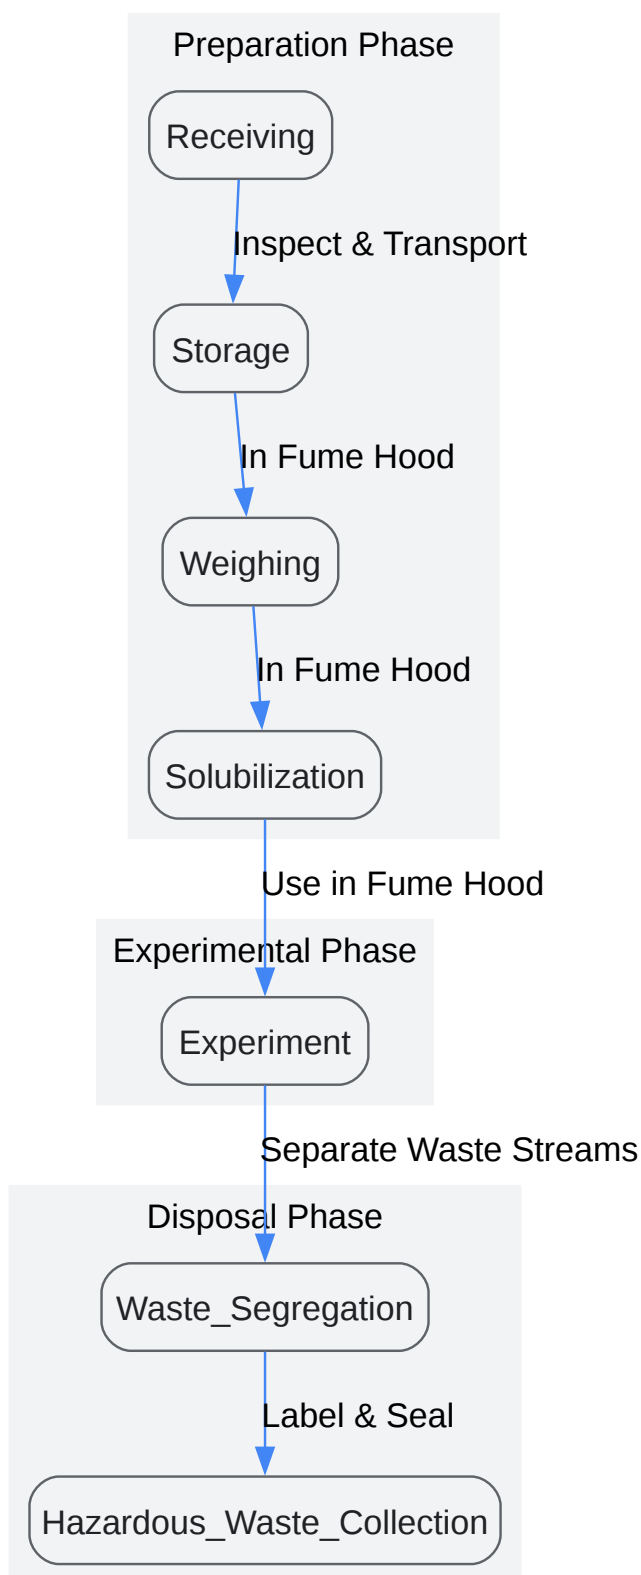 Preparation Phase
Receiving
Inspect & Transport
Storage
In Fume Hood
Weighing
In Fume Hood
Solubilization
Use in Fume Hood
Experimental Phase
Experiment
Separate Waste Streams
Disposal Phase
Waste_Segregation
Label & Seal
Hazardous_Waste_Collection